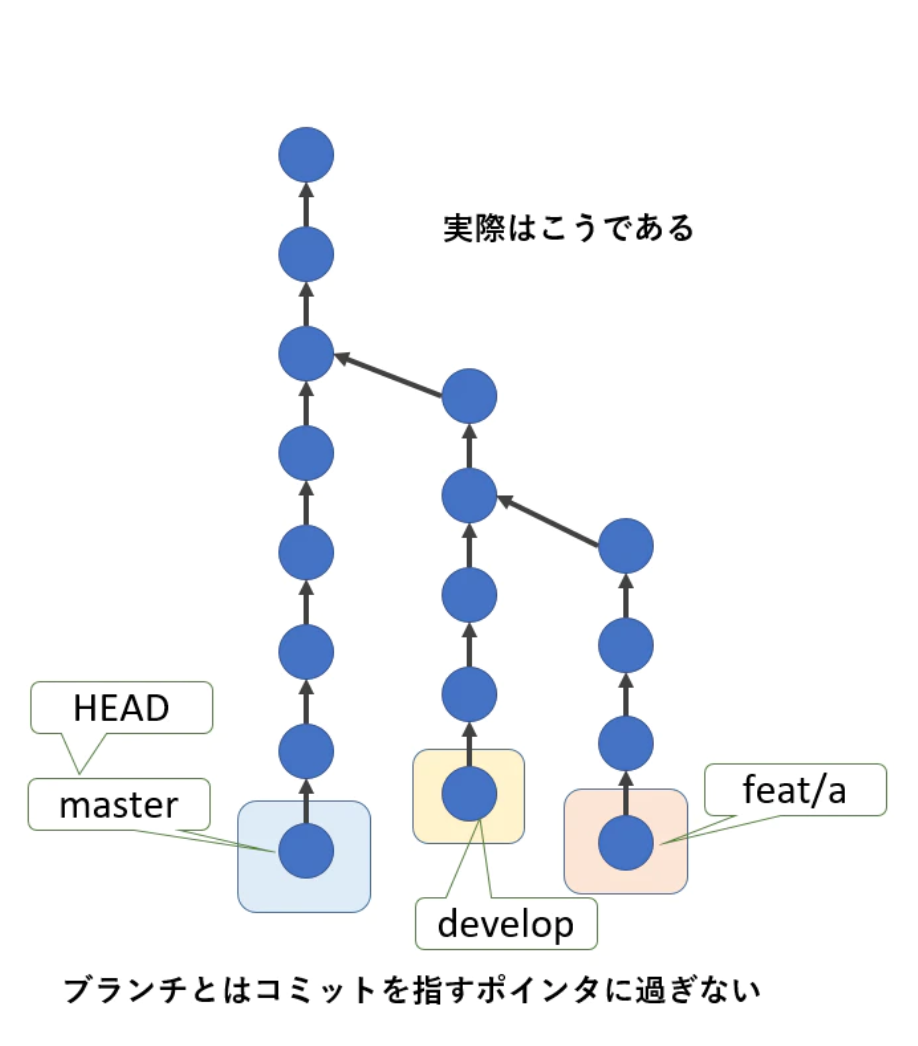 実際はこうである
HEAD
master
feat/a
develop
ブランチとはコミットを指すポインタに過ぎない